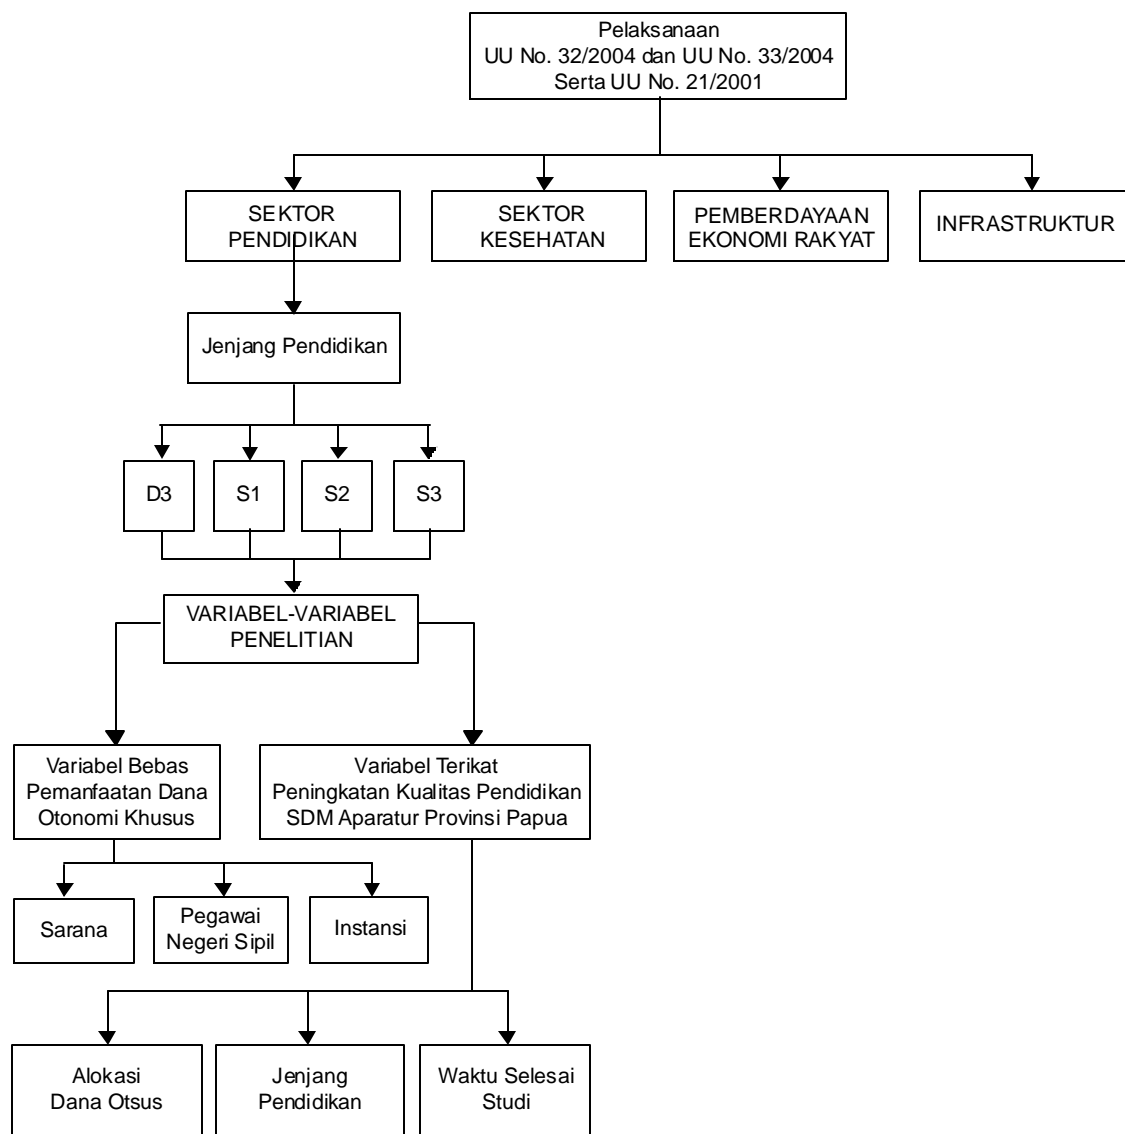 Pelaksanaan
UU No. 32/2004 dan UU No. 33/2004
Serta UU No. 21/2001
SEKTOR
PENDIDIKAN
SEKTOR
KESEHATAN
PEMBERDAYAAN
EKONOMI RAKYAT
INFRASTRUKTUR
Jenjang Pendidikan
D3
S1
S2
S3
VARIABEL-VARIABEL
PENELITIAN
Variabel Bebas
Pemanfaatan Dana
Otonomi Khusus
Variabel Terikat
Peningkatan Kualitas Pendidikan
SDM Aparatur Provinsi Papua
Sarana
Pegawai
Negeri Sipil
Instansi
Alokasi
Dana Otsus
Jenjang
Pendidikan
Waktu Selesai
Studi